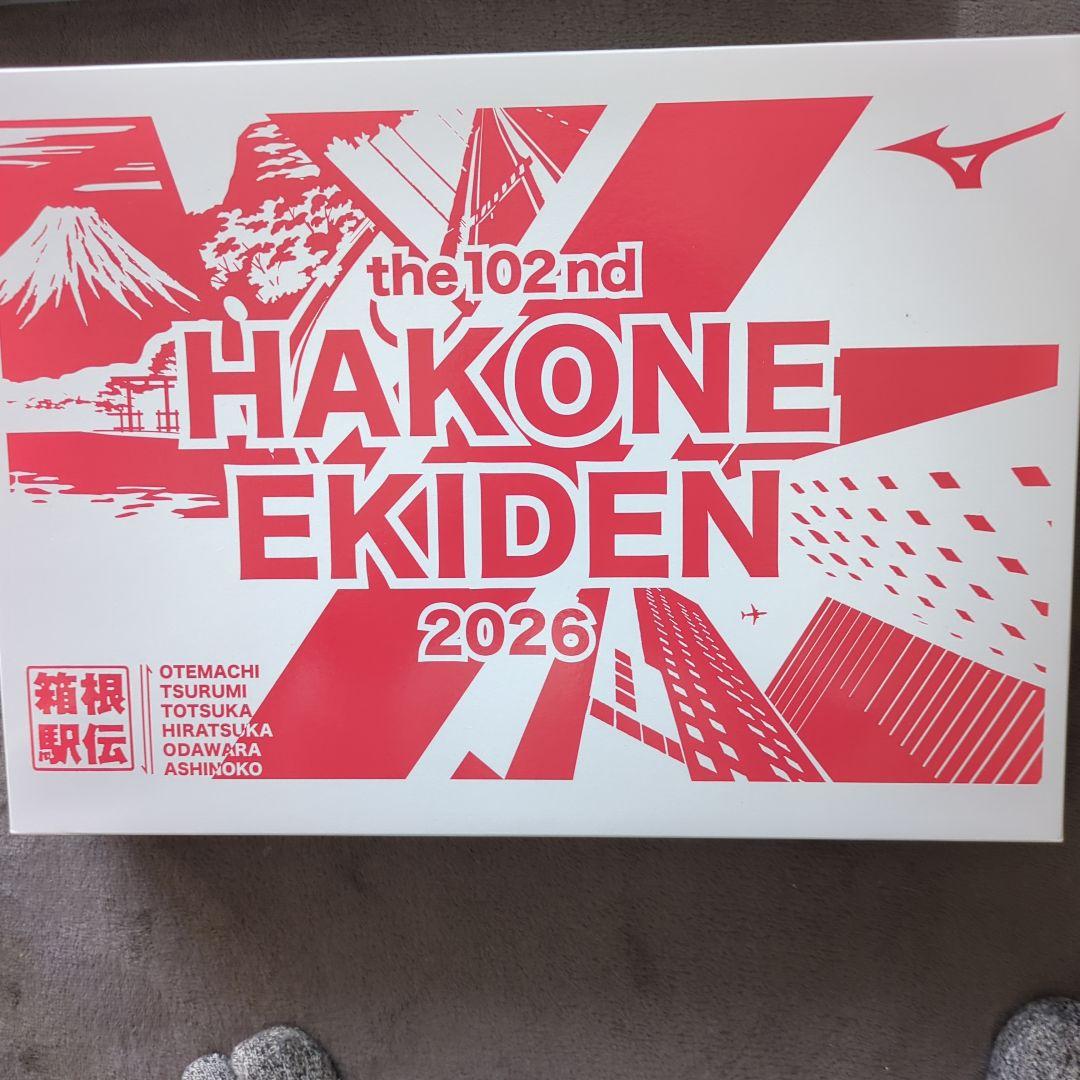 the 102nd
HAKONE
EKIDEN
2026
箱根
駅伝
OTEMACHI
TSURUMI
TOTSUKA
HIRATSUKA
ODAWARA
ASHINOKO